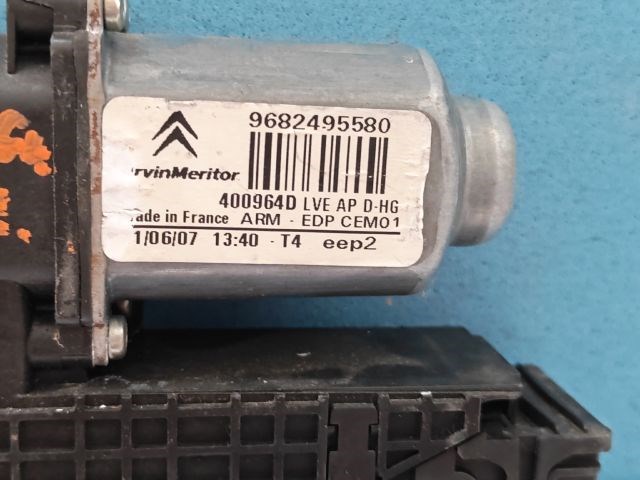 9682495580
rvinMeritor
400964D LVE AP D-HG
ade in France ARM - EDP CEM01
1/06/07 13:40 - T4 eep2